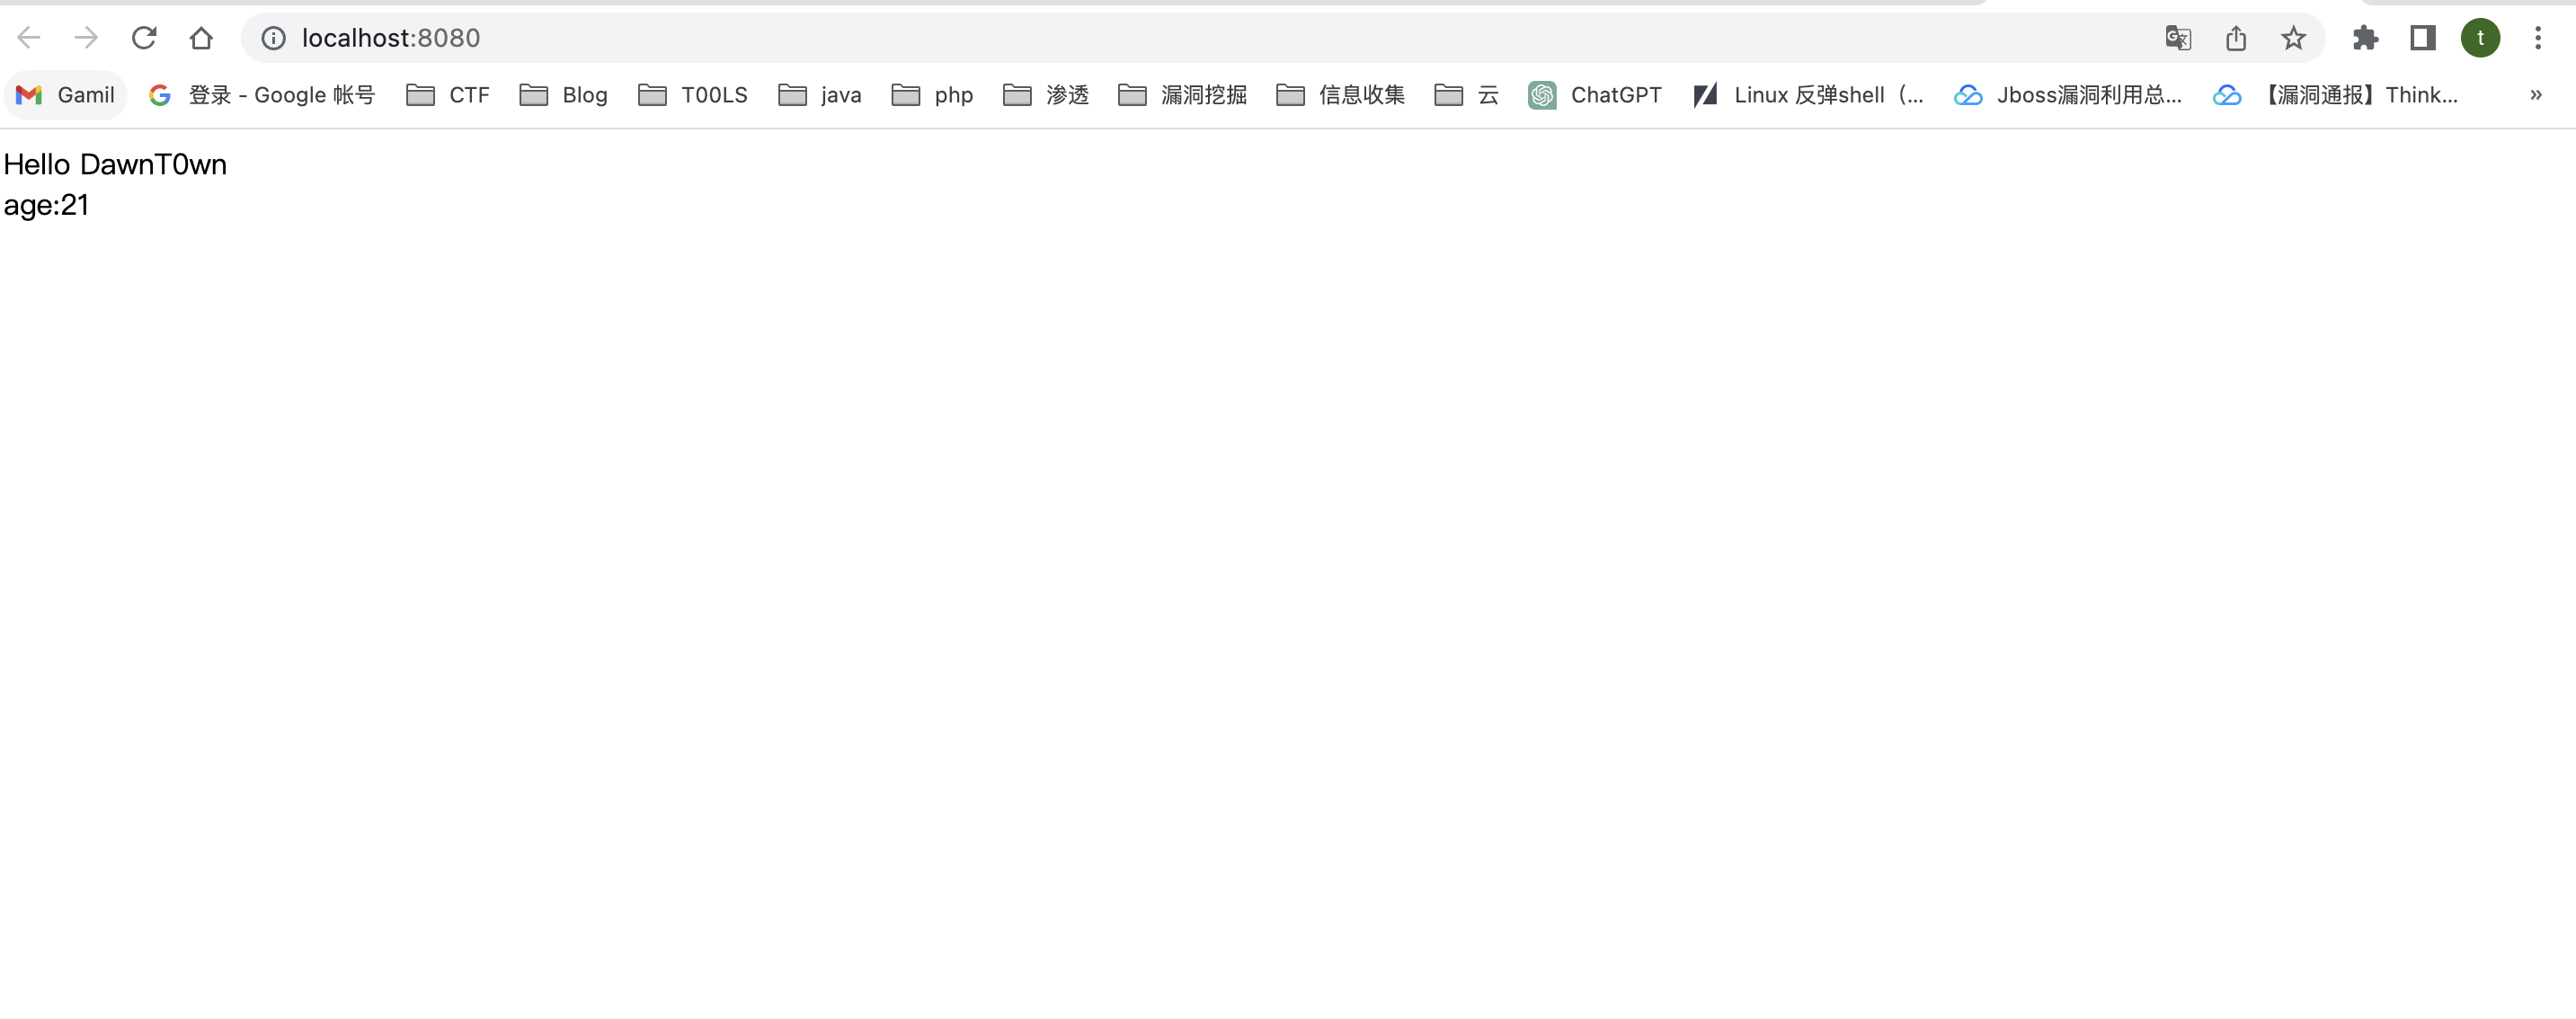 localhost:8080
t
Gamil 登录 - Google 帐号 CTF Blog T00LS java php 渗透 漏洞挖掘 信息收集 云 ChatGPT Linux 反弹shell（... Jboss漏洞利用总... 【漏洞通报】Think... »
Hello DawnT0wn
age:21